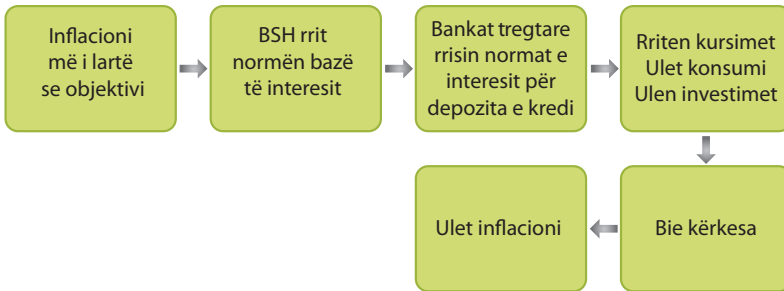 Inflacioni
më i lartë
se objektivi
BSH rrit
normën bazë
të interesit
Bankat tregtare
rrisin normat e
interesit për
depozita e kredi
Rriten kursimet
Ulet konsumi
Ulen investimet
Bie kërkesa
Ulet inflacioni